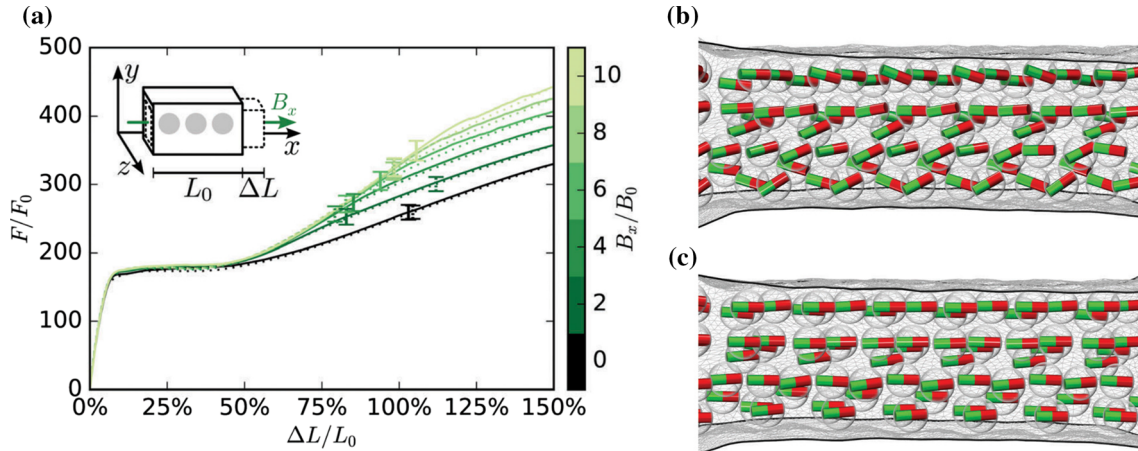 (a)
500
400
300
200
100
0
F/F₀
0% 25% 50% 75% 100% 125% 150%
ΔL/L₀
y
Bₓ
x
z
L₀ ΔL
10
8
6
4
2
0
Bₓ/B₀
(b)
(c)